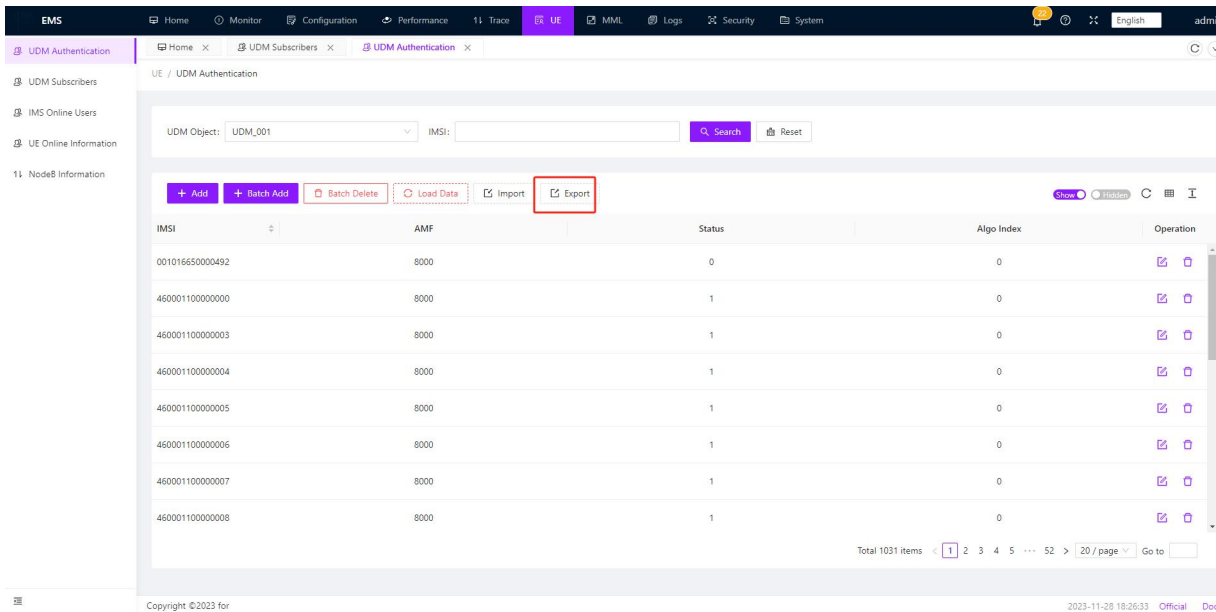 EMS Home Monitor Configuration Performance Trace UE MML Logs Security System 22 English
UDM Authentication Home UDM Subscribers UDM Authentication
UDM Subscribers UE / UDM Authentication
IMS Online Users
UE Online Information UDM Object: UDM_001 IMSI: Search Reset
NodeB Information
+ Add + Batch Add Batch Delete Load Data Import Export Show Hidden
IMSI AMF Status Algo Index Operation
001016650000492 8000 0 0
460001100000000 8000 1 0
460001100000003 8000 1 0
460001100000004 8000 1 0
460001100000005 8000 1 0
460001100000006 8000 1 0
460001100000007 8000 1 0
460001100000008 8000 1 0
Total 1031 items < 1 2 3 4 5 ••• 52 > 20 / page Go to
Copyright ©2023 for 2023-11-28 18:26:33 Official